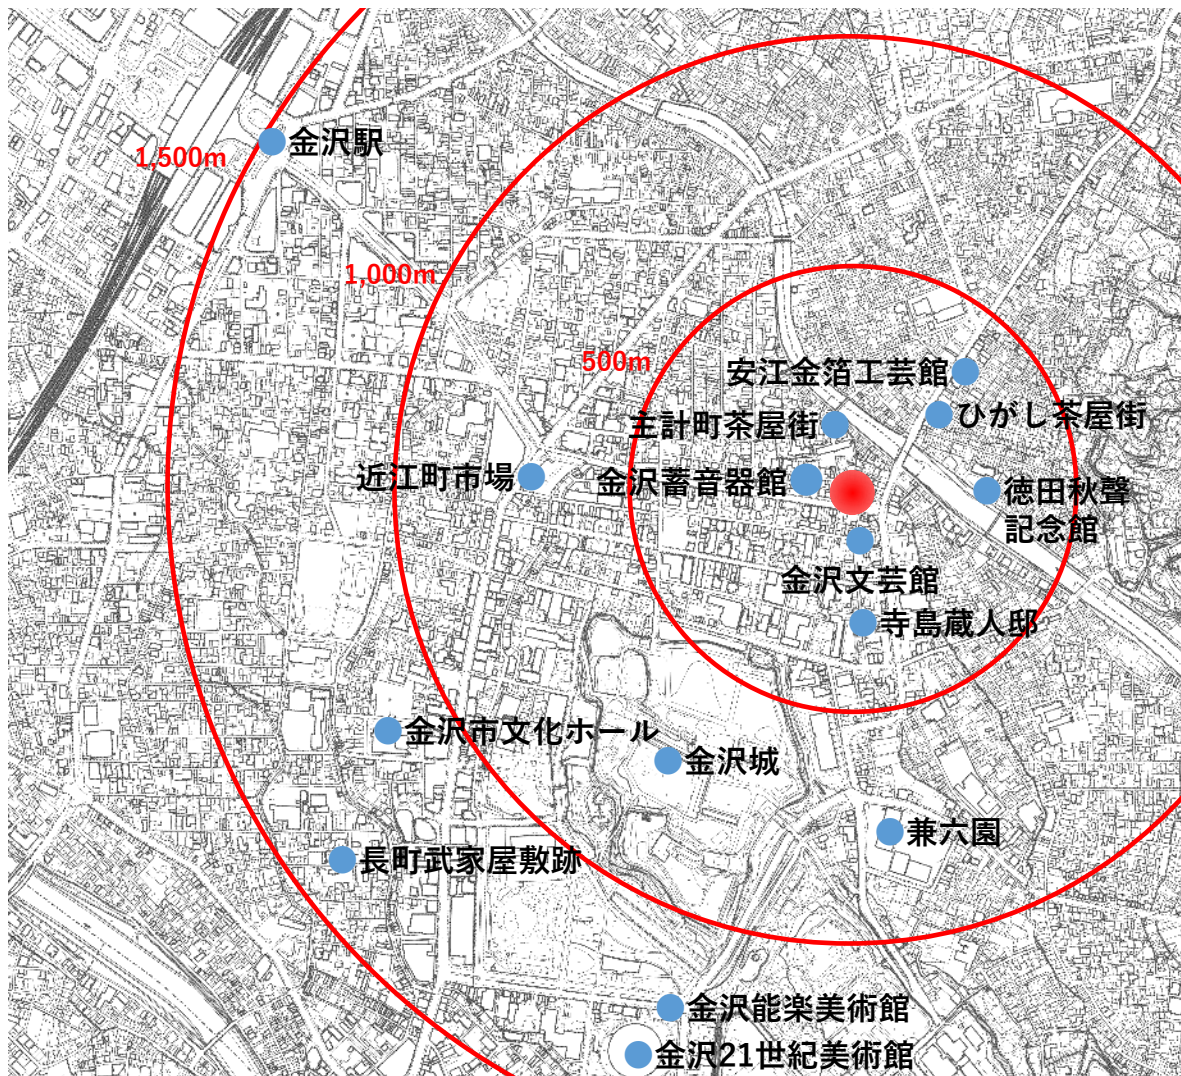 金沢駅
1,500m
1,000m
500m
安江金箔工芸館
ひがし茶屋街
主計町茶屋街
近江町市場
金沢蓄音器館
徳田秋聲
記念館
金沢文芸館
寺島蔵人邸
金沢市文化ホール
金沢城
兼六園
長町武家屋敷跡
金沢能楽美術館
金沢21世紀美術館